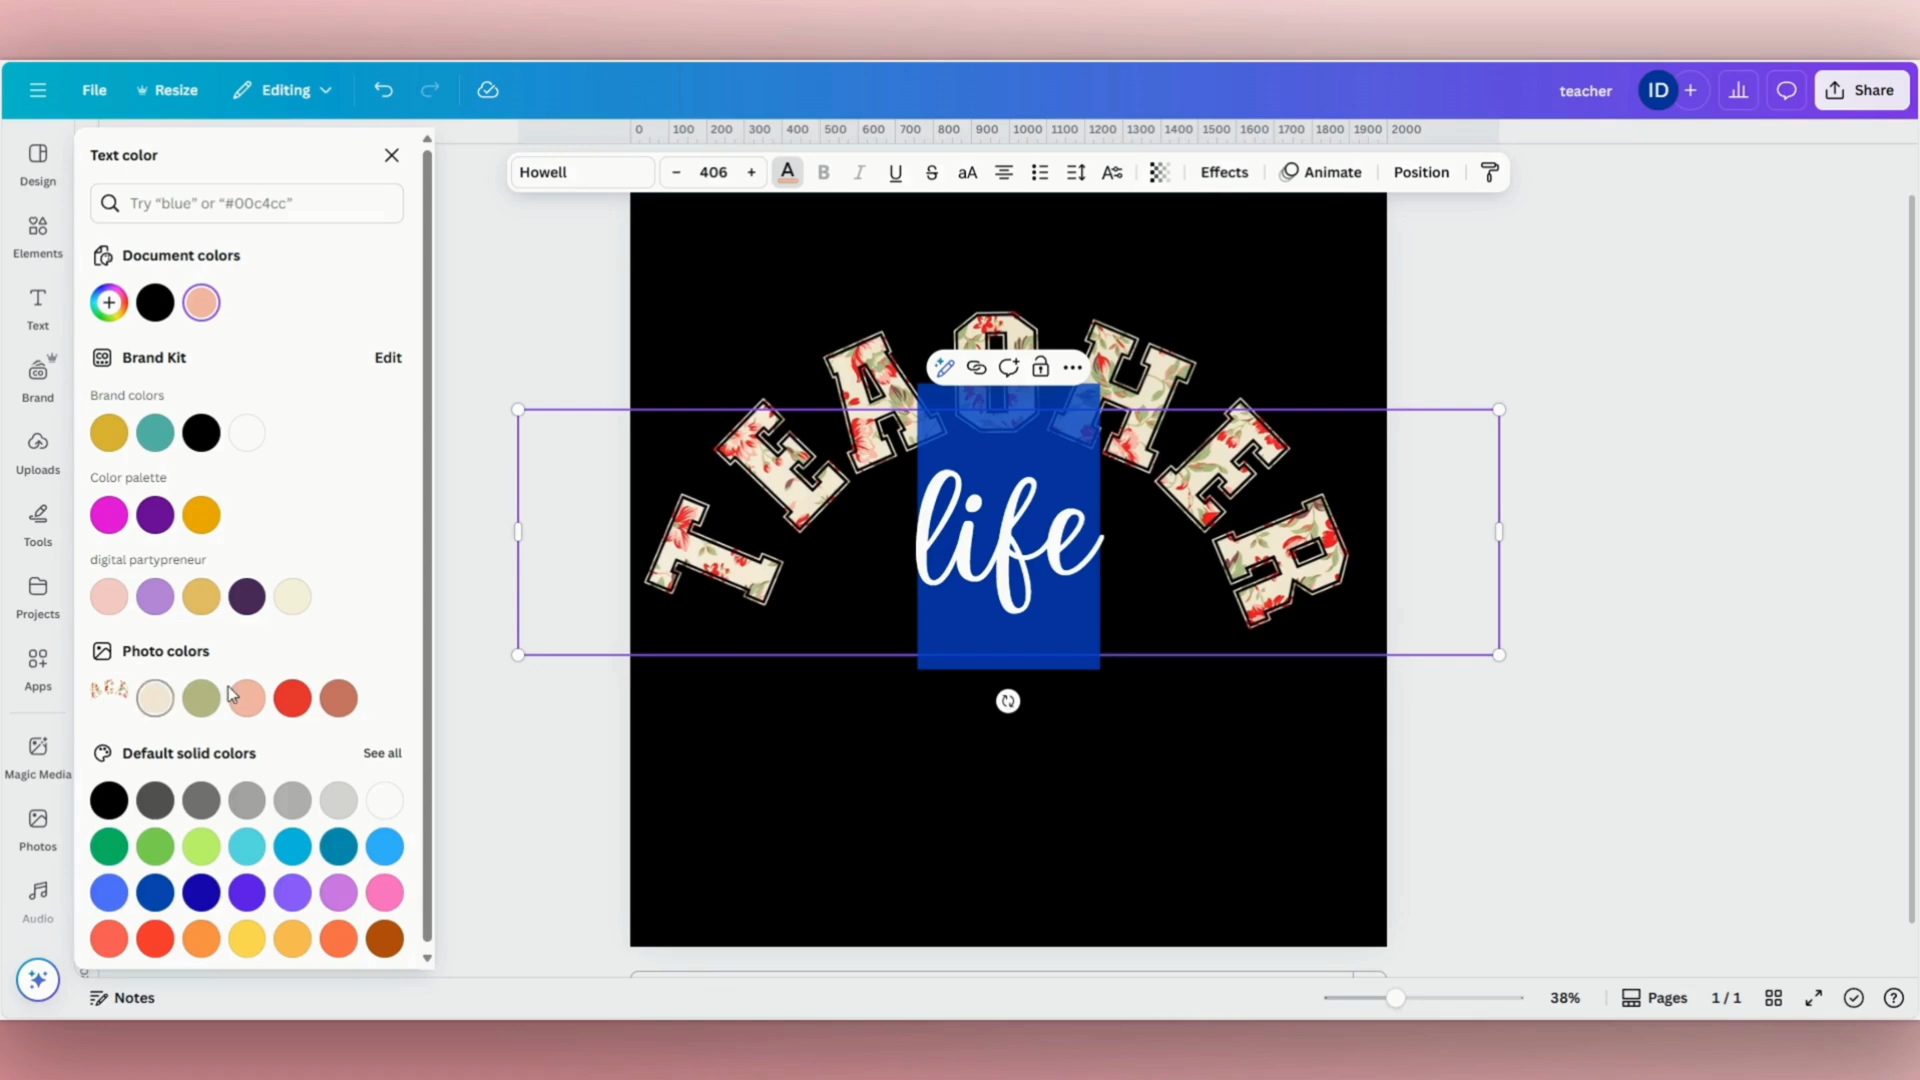 File Resize Editing teacher ID + Share
0 100 200 300 400 500 600 700 800 900 1000 1100 1200 1300 1400 1500 1600 1700 1800 1900 2000
Howell - 406 + A B I U S aA Effects Animate Position
Design
Elements
Text
Brand
Uploads
Tools
Projects
Apps
Magic Media
Photos
Audio
Text color
Try “blue” or “#00c4cc”
Document colors
Brand Kit Edit
Brand colors
Color palette
digital partypreneur
Photo colors
Default solid colors See all
TEACHER
life
Notes 38% Pages 1 / 1